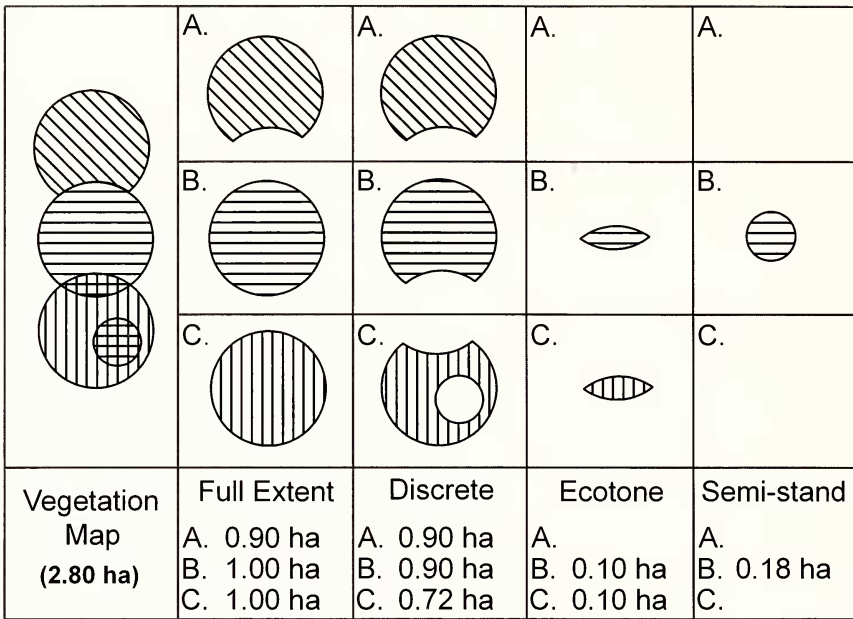 A. A. A. A.
B. B. B. B.
C. C. C. C.
Vegetation
Map
(2.80 ha)
Full Extent
A. 0.90 ha
B. 1.00 ha
C. 1.00 ha
Discrete
A. 0.90 ha
B. 0.90 ha
C. 0.72 ha
Ecotone
A.
B. 0.10 ha
C. 0.10 ha
Semi-stand
A.
B. 0.18 ha
C.